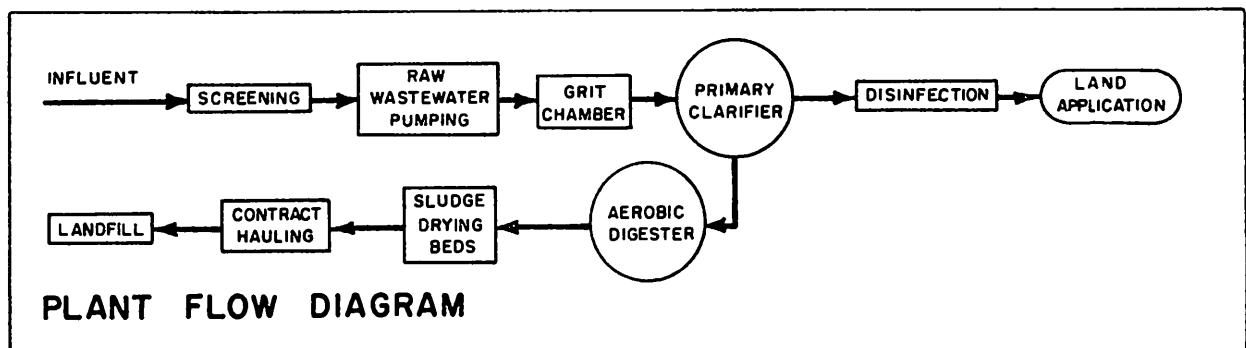 INFLUENT
SCREENING
RAW
WASTEWATER
PUMPING
GRIT
CHAMBER
PRIMARY
CLARIFIER
DISINFECTION
LAND
APPLICATION
AEROBIC
DIGESTER
SLUDGE
DRYING
BEDS
CONTRACT
HAULING
LANDFILL
PLANT FLOW DIAGRAM